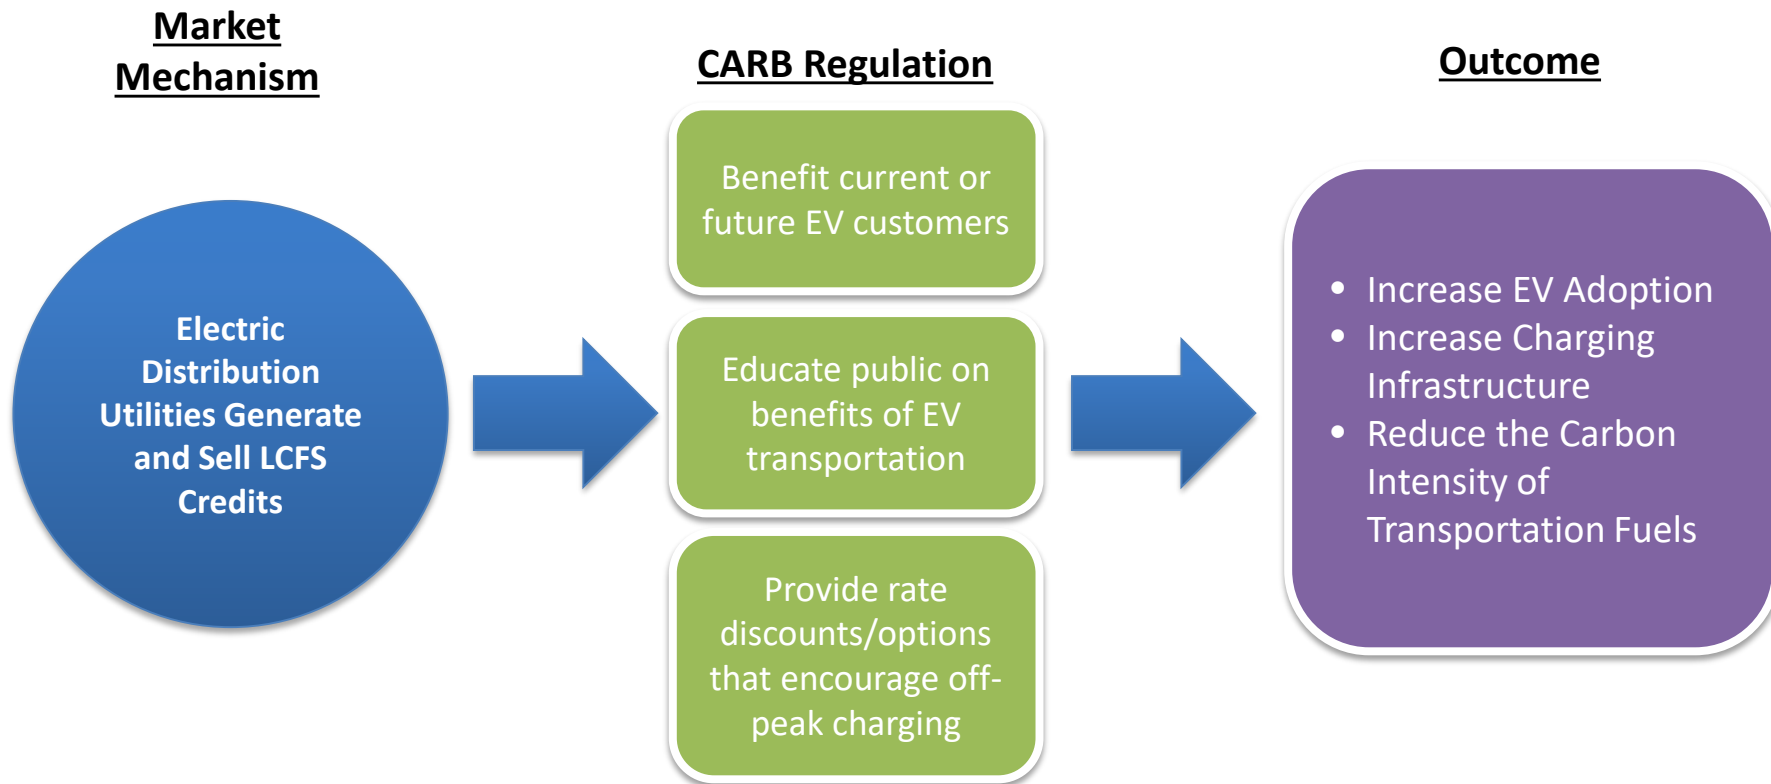 Market
Mechanism
Electric
Distribution
Utilities Generate
and Sell LCFS
Credits
CARB Regulation
Benefit current or
future EV customers
Educate public on
benefits of EV
transportation
Provide rate
discounts/options
that encourage off-
peak charging
Outcome
• Increase EV Adoption
• Increase Charging
Infrastructure
• Reduce the Carbon
Intensity of
Transportation Fuels